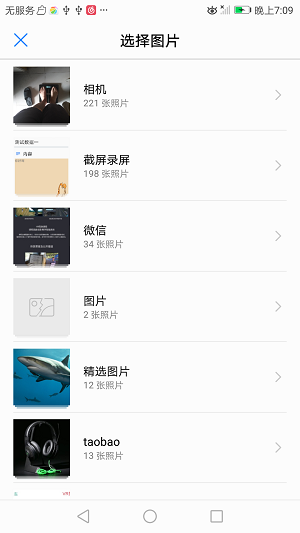 无服务 晚上7:09
选择图片
相机
221 张照片
截屏录屏
198 张照片
内容
微信
34 张照片
图片
2 张照片
精选图片
12 张照片
taobao
13 张照片